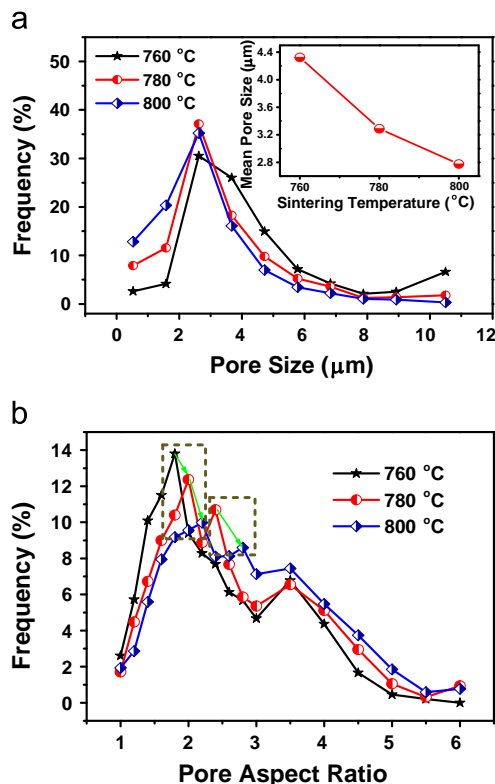 a
760 °C
780 °C
800 °C
Frequency (%)
50
40
30
20
10
0
0 2 4 6 8 10 12
Pore Size (μm)
Mean Pore Size (μm)
4.4
4.0
3.6
3.2
2.8
760 780 800
Sintering Temperature (°C)
b
760 °C
780 °C
800 °C
Frequency (%)
14
12
10
8
6
4
2
0
1 2 3 4 5 6
Pore Aspect Ratio